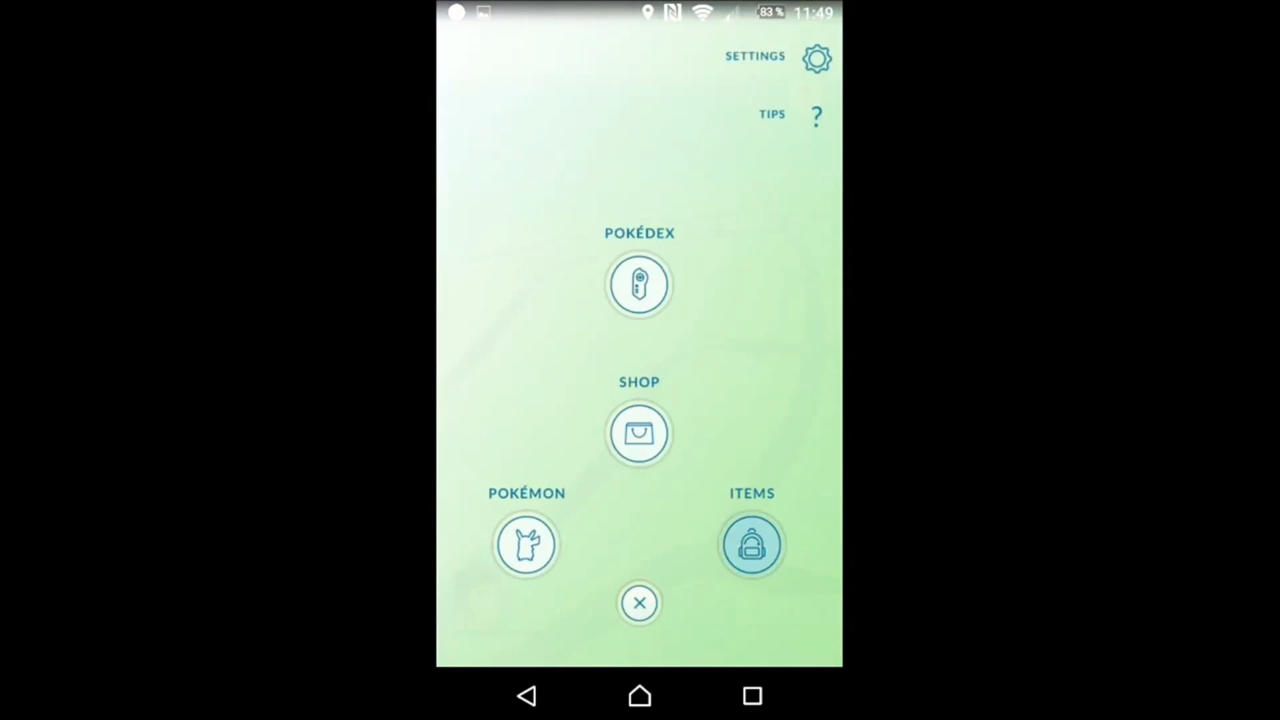 83 % 11:49
SETTINGS
TIPS ?
POKÉDEX
SHOP
POKÉMON ITEMS